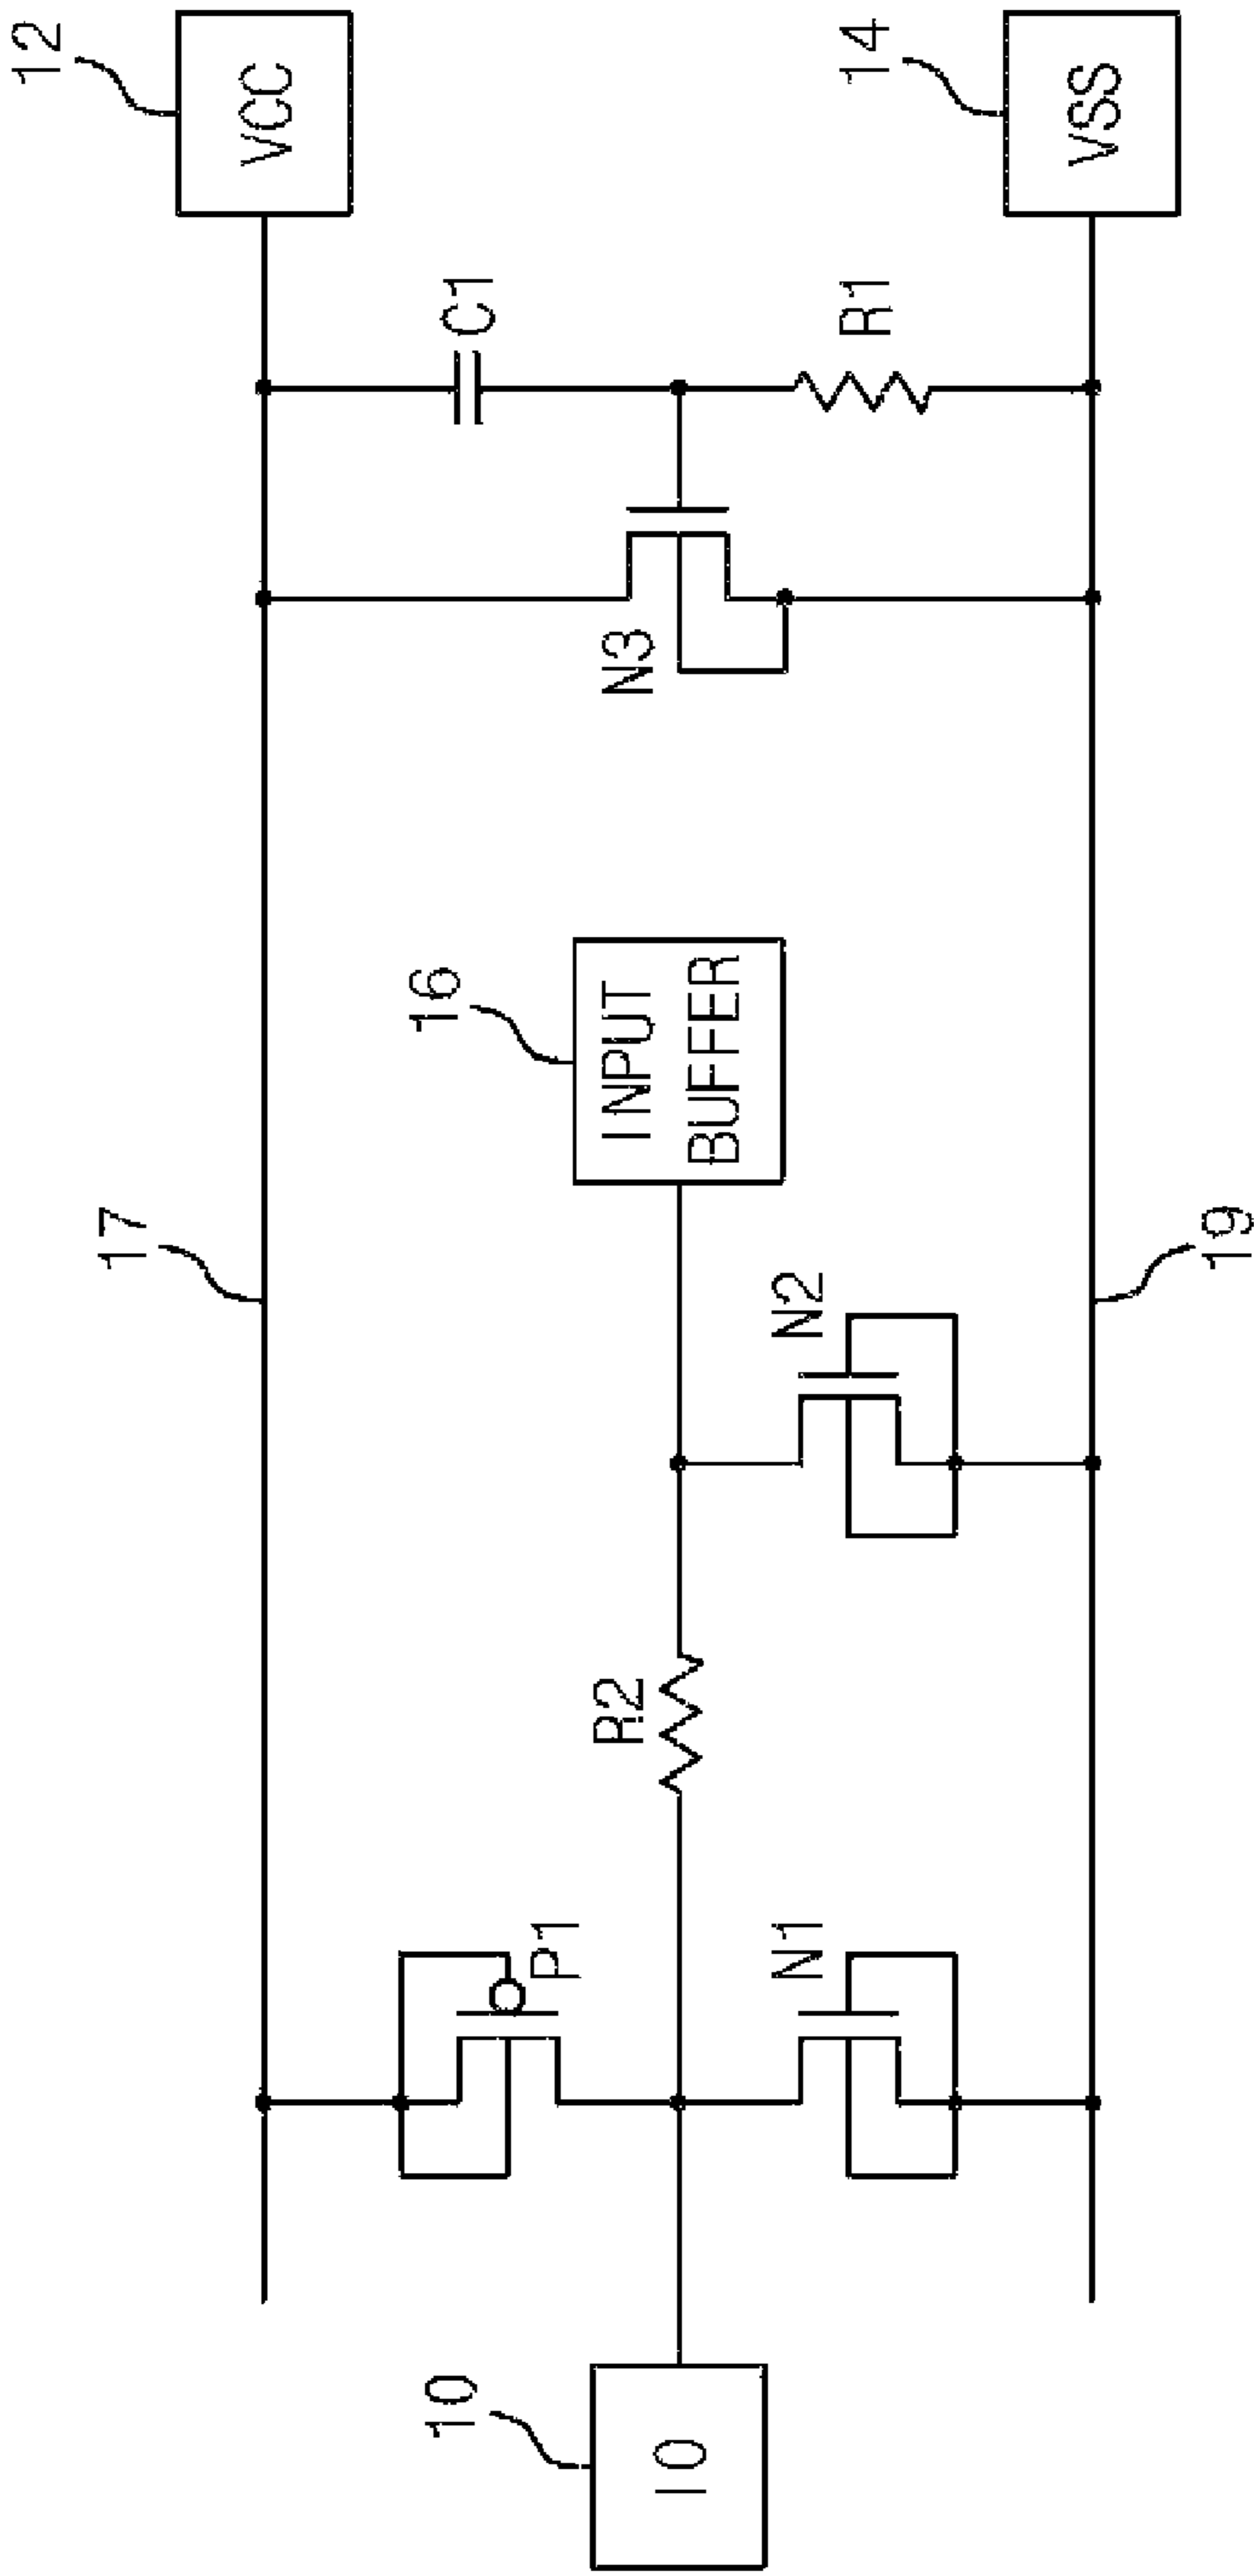 12
VCC
17
C1
P1
N3
16
INPUT
BUFFER
10
IO
R2
N1
N2
R1
14
VSS
19